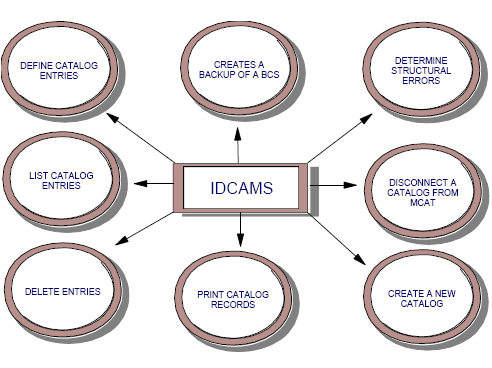 DEFINE CATALOG
ENTRIES
CREATES A
BACKUP OF A BCS
DETERMINE
STRUCTURAL
ERRORS
LIST CATALOG
ENTRIES
IDCAMS
DISCONNECT A
CATALOG FROM
MCAT
DELETE ENTRIES
PRINT CATALOG
RECORDS
CREATE A NEW
CATALOG